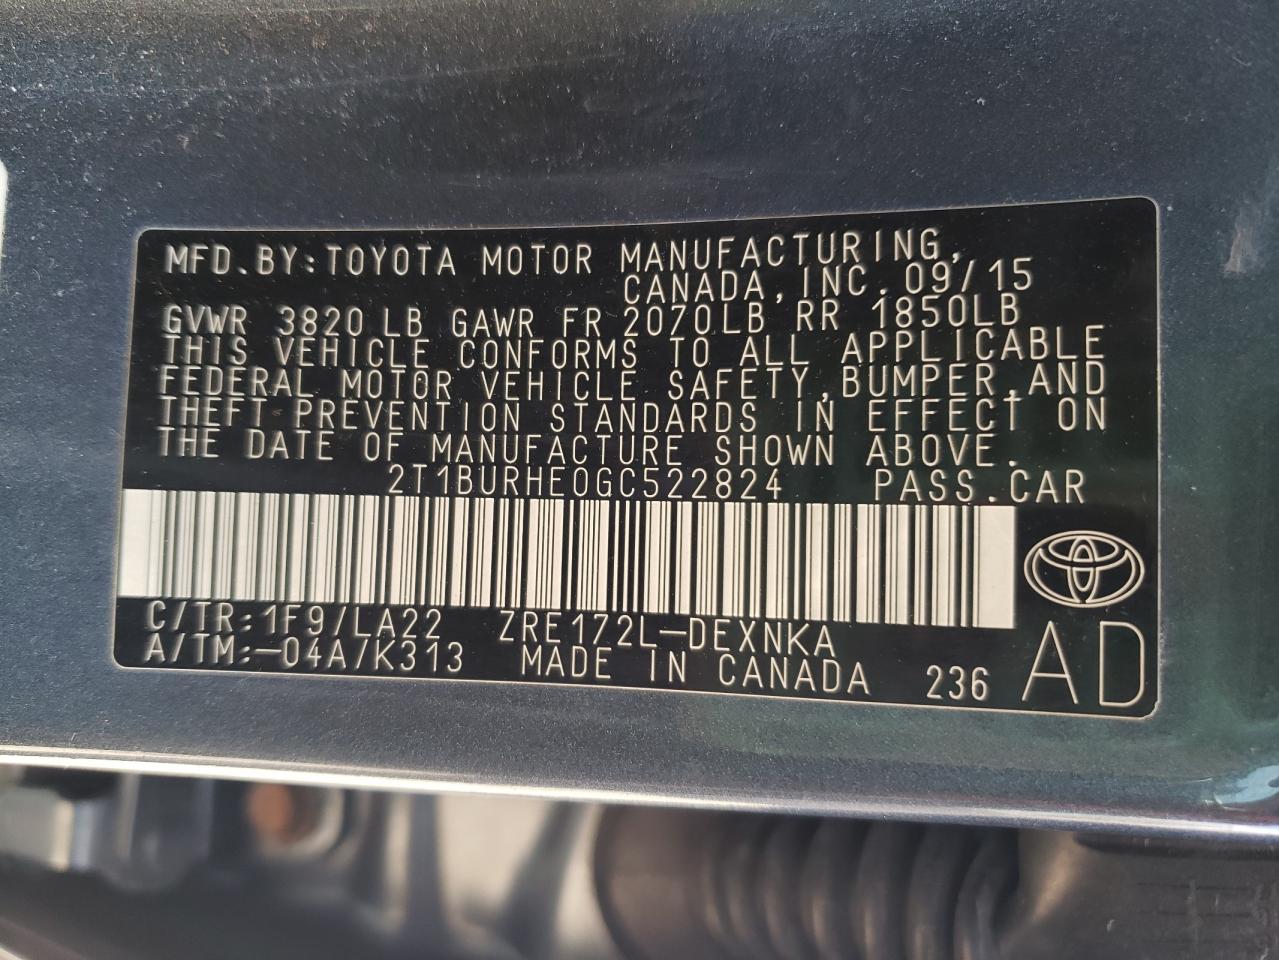 MFD.BY:TOYOTA MOTOR MANUFACTURING,
CANADA,INC.09/15
GVWR 3820LB GAWR FR 2070LB RR 1850LB
THIS VEHICLE CONFORMS TO ALL APPLICABLE
FEDERAL MOTOR VEHICLE SAFETY,BUMPER,AND
THEFT PREVENTION STANDARDS IN EFFECT ON
THE DATE OF MANUFACTURE SHOWN ABOVE.
2T1BURHE0GC522824 PASS.CAR
C/TR:1F9/LA22 ZRE172L-DEXNKA
A/TM:-04A/K313 MADE IN CANADA 236 AD